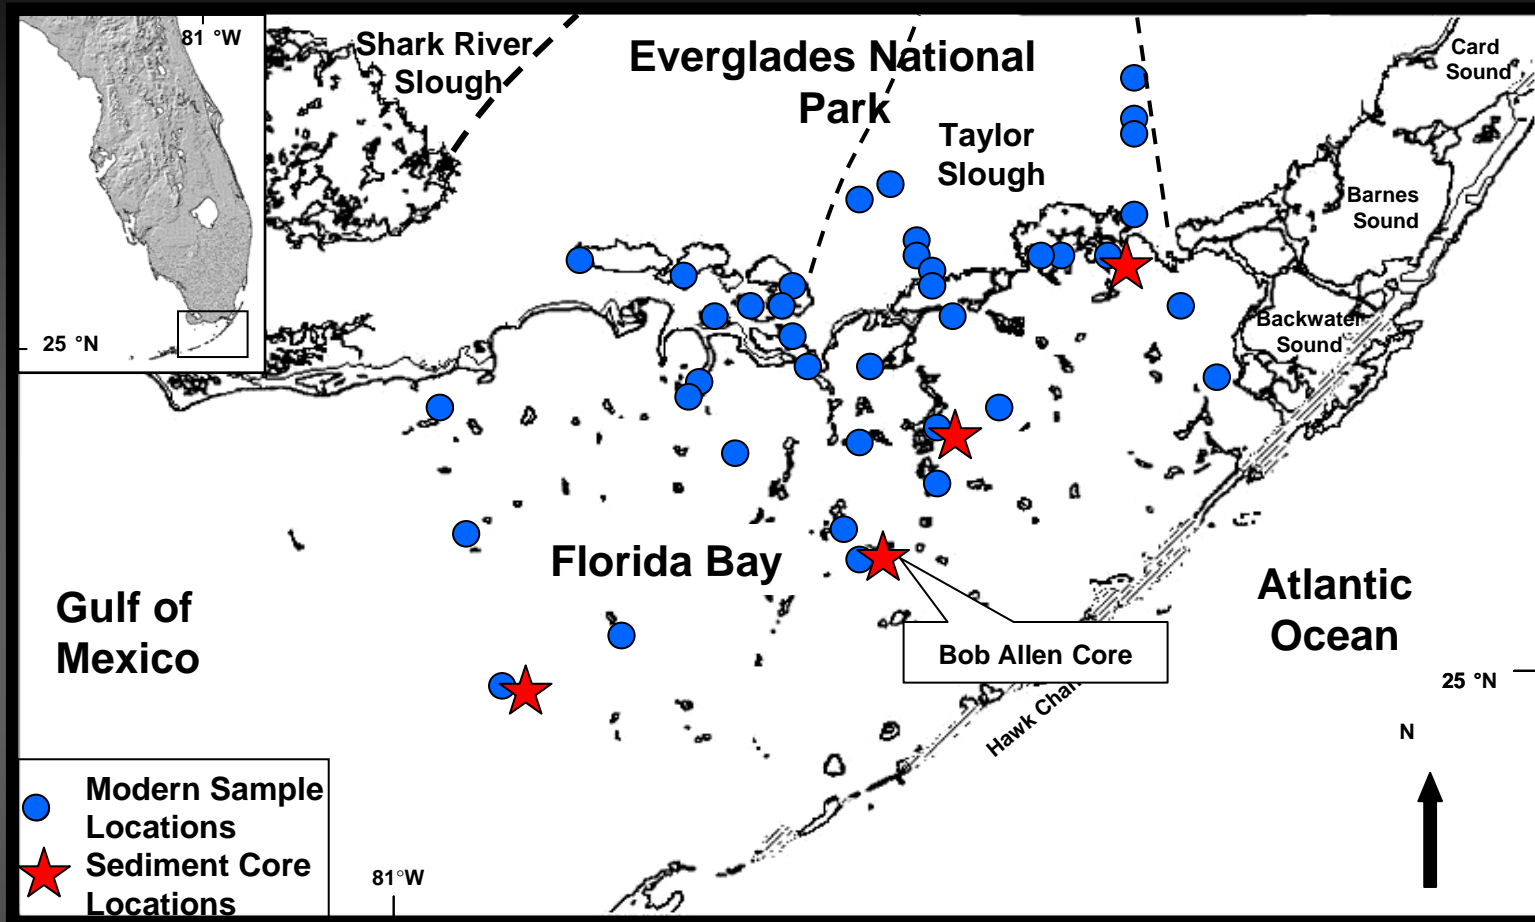 81 °W
25 °N
Shark River
Slough
Everglades National
Park
Taylor
Slough
Card
Sound
Barnes
Sound
Backwater
Sound
Florida Bay
Gulf of
Mexico
Atlantic
Ocean
Bob Allen Core
Hawk
25 °N
N
Modern Sample
Locations
Sediment Core
Locations
81°W